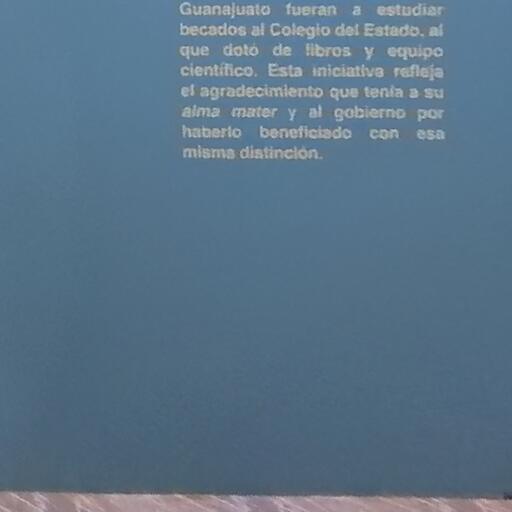 Guanajuato fueran a estudiar
becados al Colegio del Estado, al
que dotó de libros y equipo
científico. Esta iniciativa refleja
el agradecimiento que tenía a su
alma mater y al gobierno por
haberlo beneficiado con esa
misma distinción.